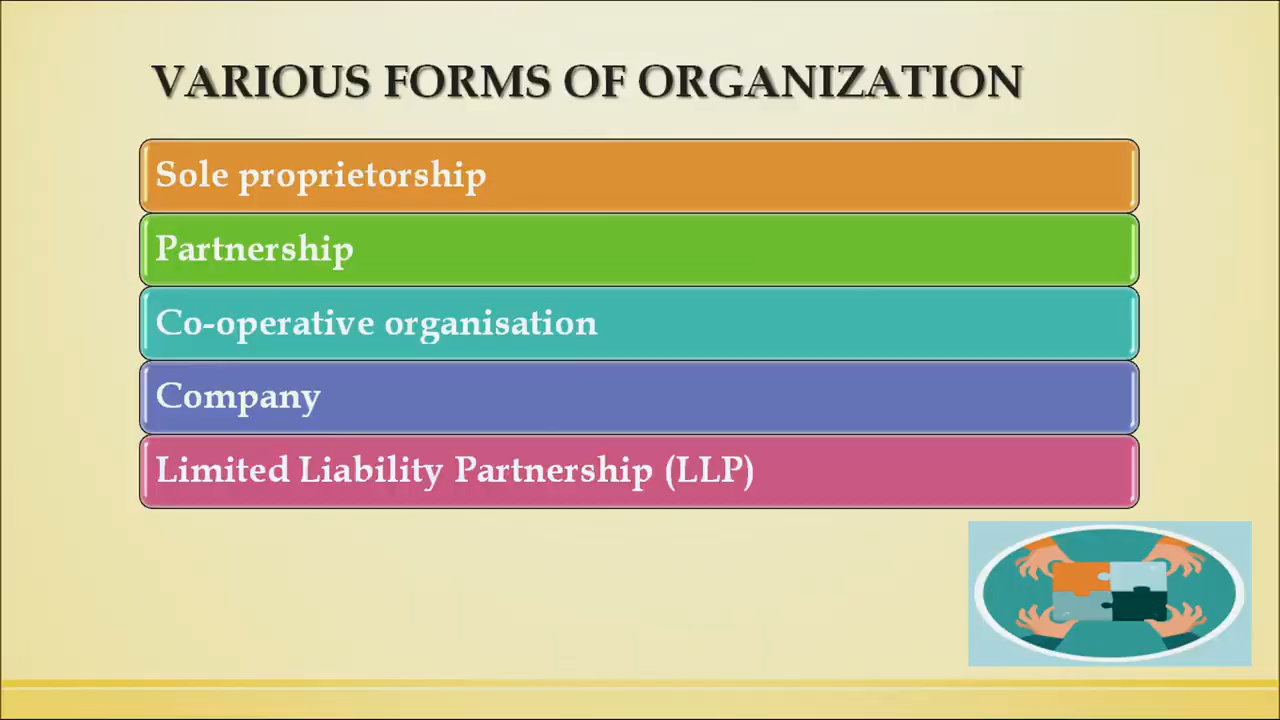 VARIOUS FORMS OF ORGANIZATION
Sole proprietorship
Partnership
Co-operative organisation
Company
Limited Liability Partnership (LLP)